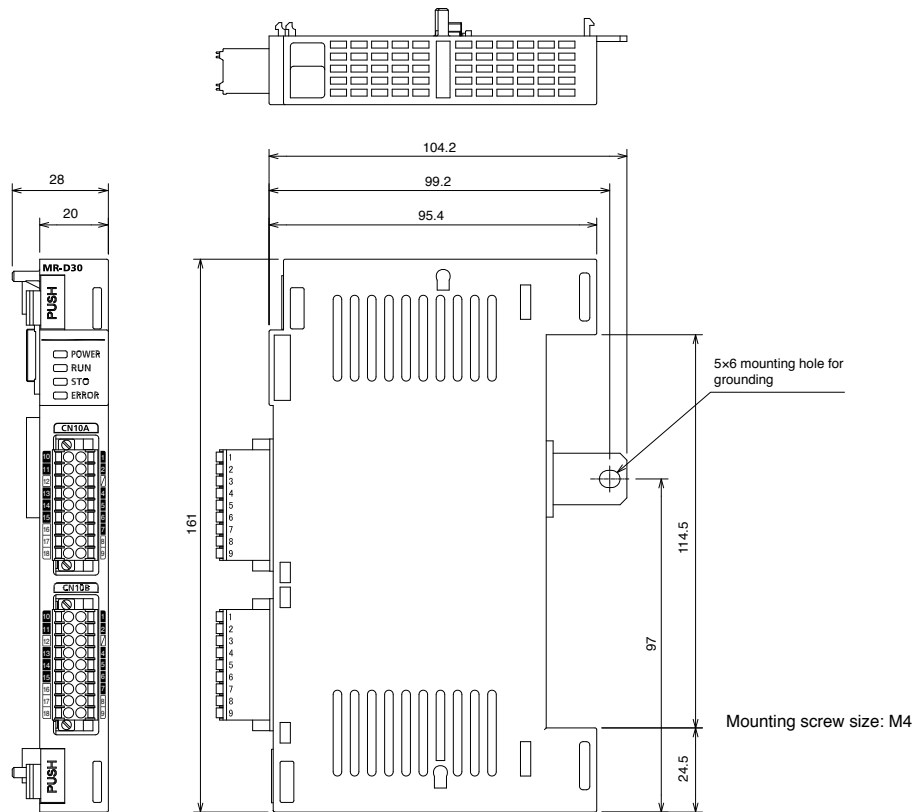 104.2
28
99.2
20
95.4
MR-D30
PUSH
POWER
RUN
STO
ERROR
5×6 mounting hole for
grounding
CN10A
1
2
3
4
5
6
7
8
9
161
114.5
CN10B
1
2
3
4
5
6
7
8
9
97
Mounting screw size: M4
PUSH
24.5